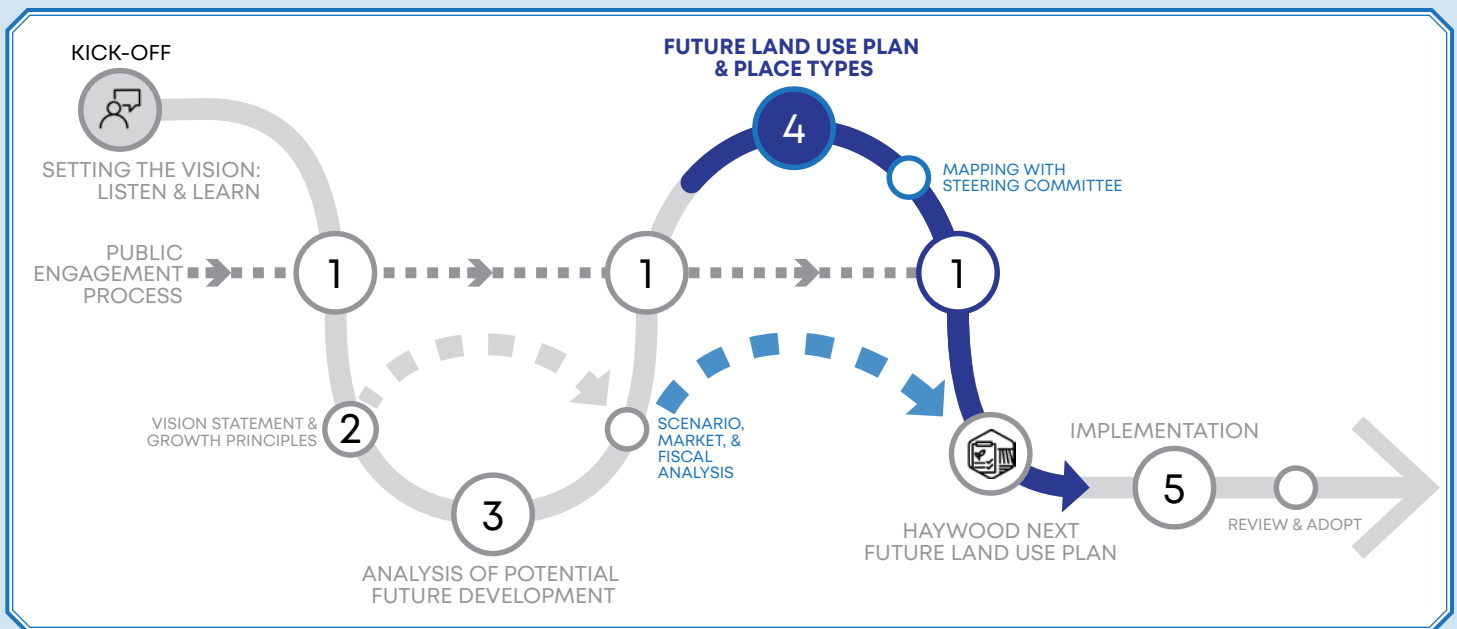 KICK-OFF
SETTING THE VISION:
LISTEN & LEARN
PUBLIC
ENGAGEMENT
PROCESS
1
VISION STATEMENT &
GROWTH PRINCIPLES
2
3
ANALYSIS OF POTENTIAL
FUTURE DEVELOPMENT
SCENARIO,
MARKET, &
FISCAL
ANALYSIS
1
FUTURE LAND USE PLAN
& PLACE TYPES
4
MAPPING WITH
STEERING COMMITTEE
1
HAYWOOD NEXT
FUTURE LAND USE PLAN
IMPLEMENTATION
5
REVIEW & ADOPT